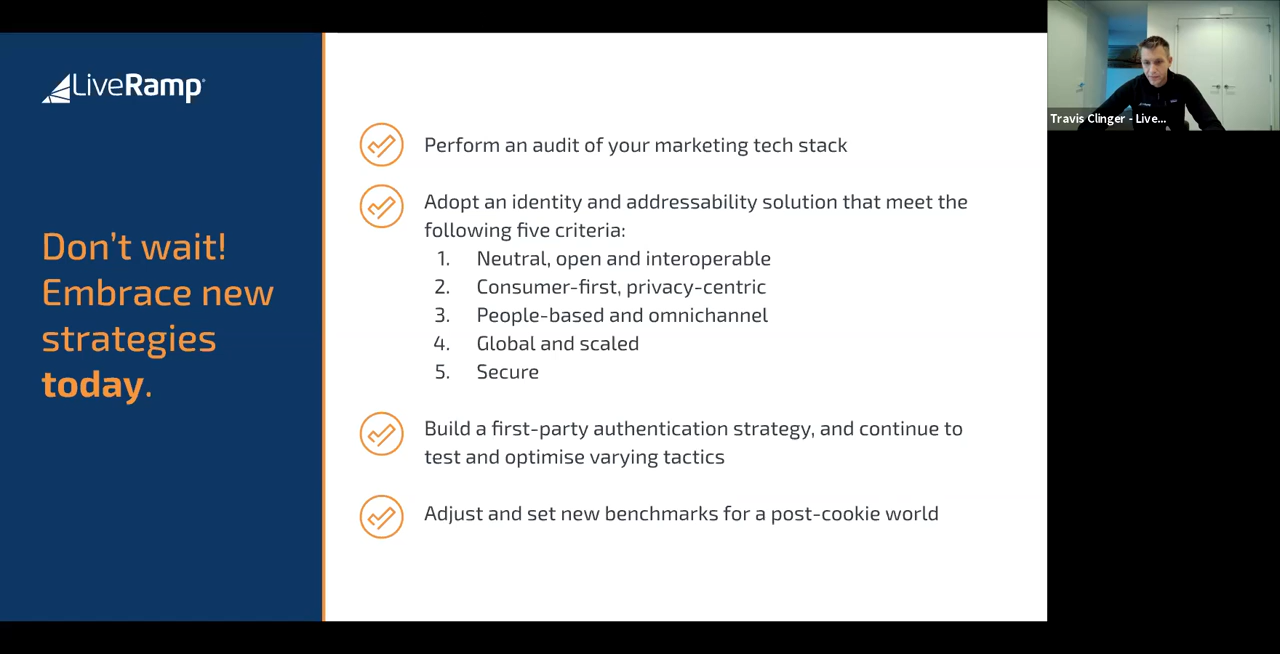 LiveRamp
Don't wait!
Embrace new
strategies
today.
Perform an audit of your marketing tech stack
Adopt an identity and addressability solution that meet the
following five criteria:
1. Neutral, open and interoperable
2. Consumer-first, privacy-centric
3. People-based and omnichannel
4. Global and scaled
5. Secure
Build a first-party authentication strategy, and continue to
test and optimise varying tactics
Adjust and set new benchmarks for a post-cookie world
Travis Clinger - Live...